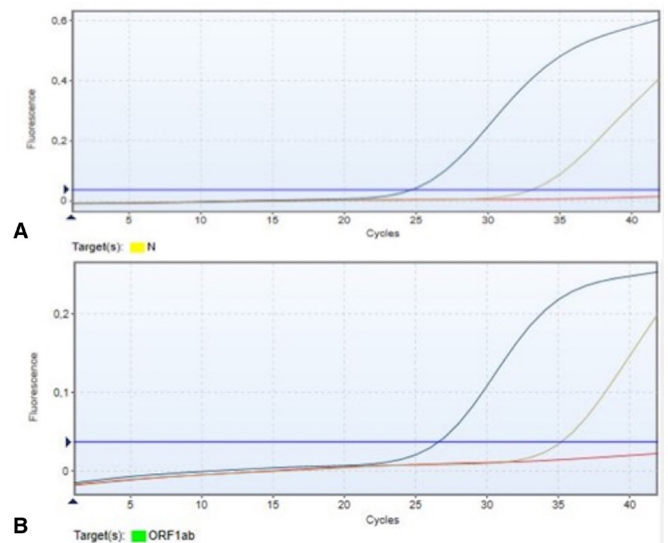 0,6
0,4
0,2
0
Fluorescence
5 10 15 20 25 30 35 40
Cycles
A
Target(s): N
0,2
0,1
0
Fluorescence
5 10 15 20 25 30 35 40
Cycles
B
Target(s): ORF1ab